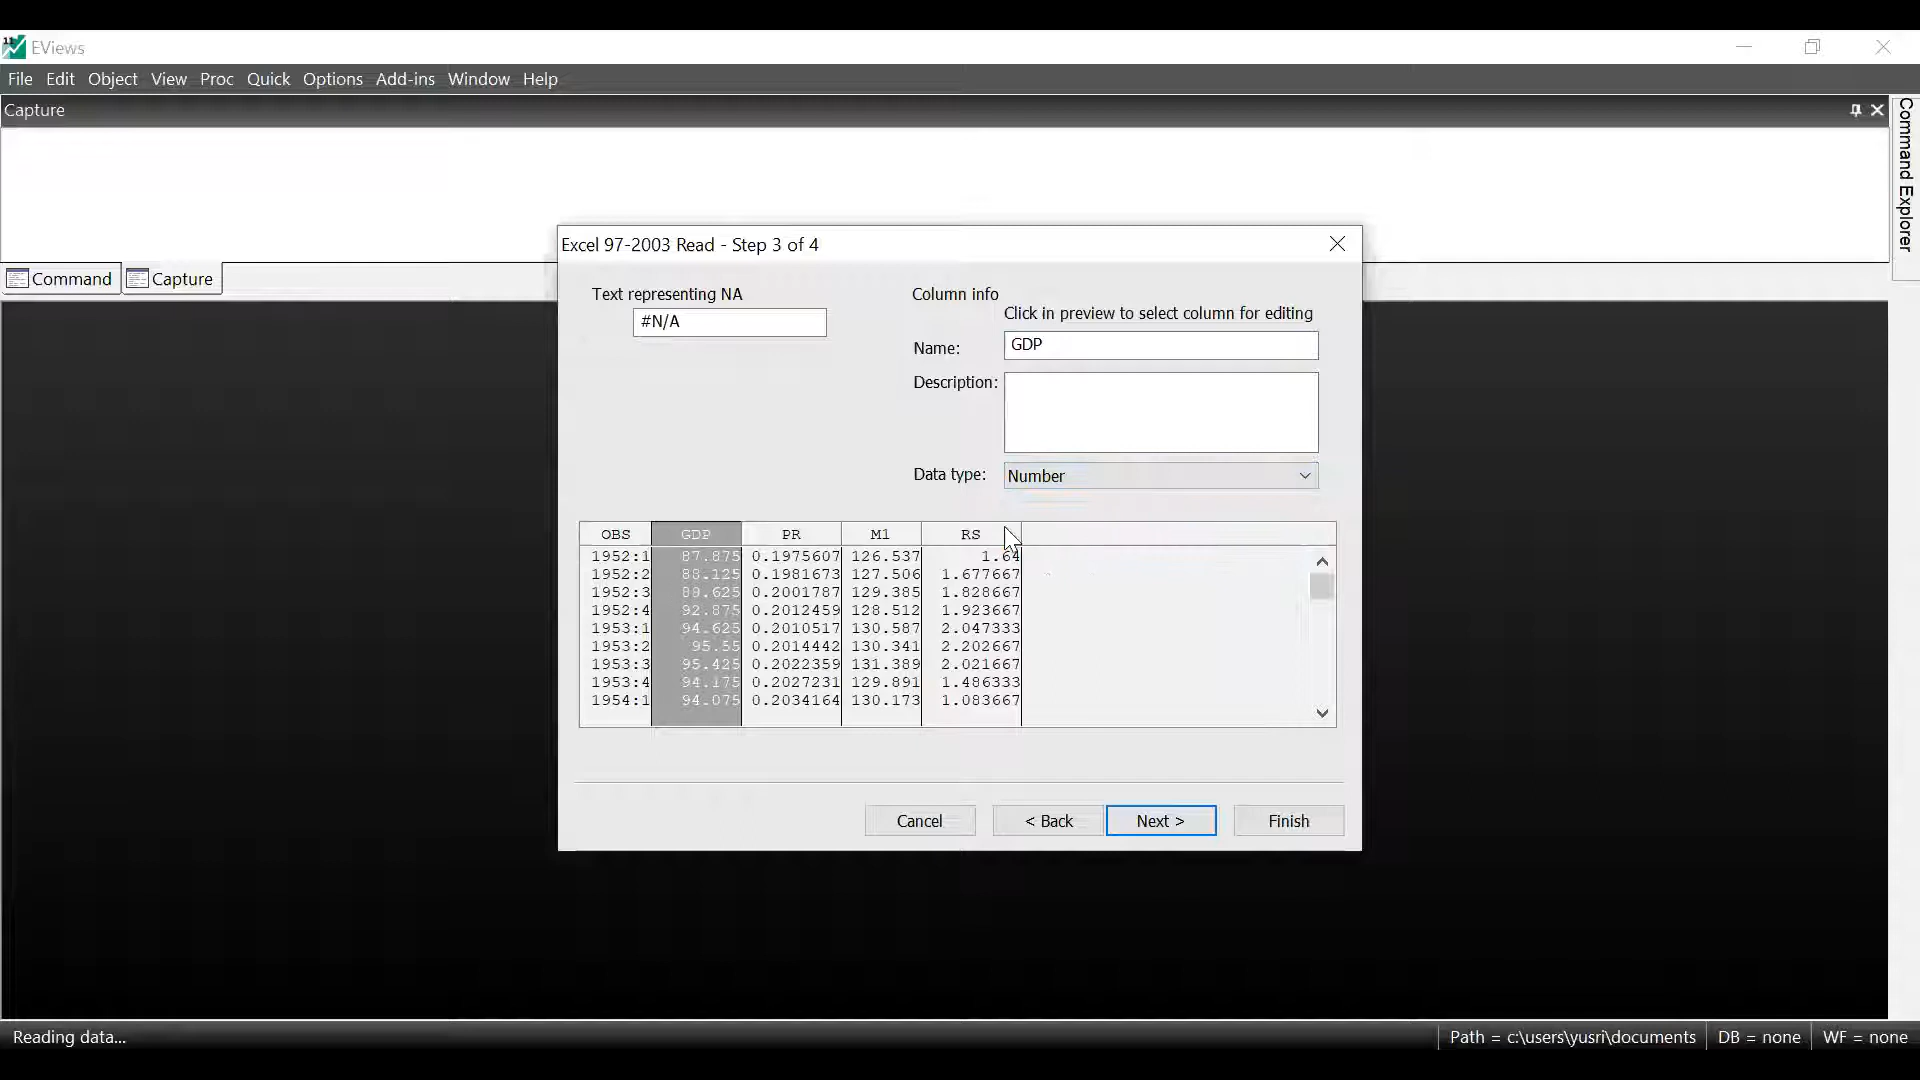 EViews
File Edit Object View Proc Quick Options Add-ins Window Help
Capture
Command Explorer
Command Capture
Excel 97-2003 Read - Step 3 of 4
Text representing NA
#N/A
Column info
Click in preview to select column for editing
Name: GDP
Description:
Data type: Number
OBS GDP PR M1 RS
1952:1 87.875 0.1975607 126.537 1.64
1952:2 88.125 0.1981673 127.506 1.677667
1952:3 89.625 0.2001787 129.385 1.828667
1952:4 92.875 0.2012459 128.512 1.923667
1953:1 94.625 0.2010517 130.587 2.047333
1953:2 95.55 0.2014442 130.341 2.202667
1953:3 95.425 0.2022359 131.389 2.021667
1953:4 94.175 0.2027231 129.891 1.486333
1954:1 94.075 0.2034164 130.173 1.083667
Cancel < Back Next > Finish
Reading data... Path = c:\users\yusri\documents DB = none WF = none